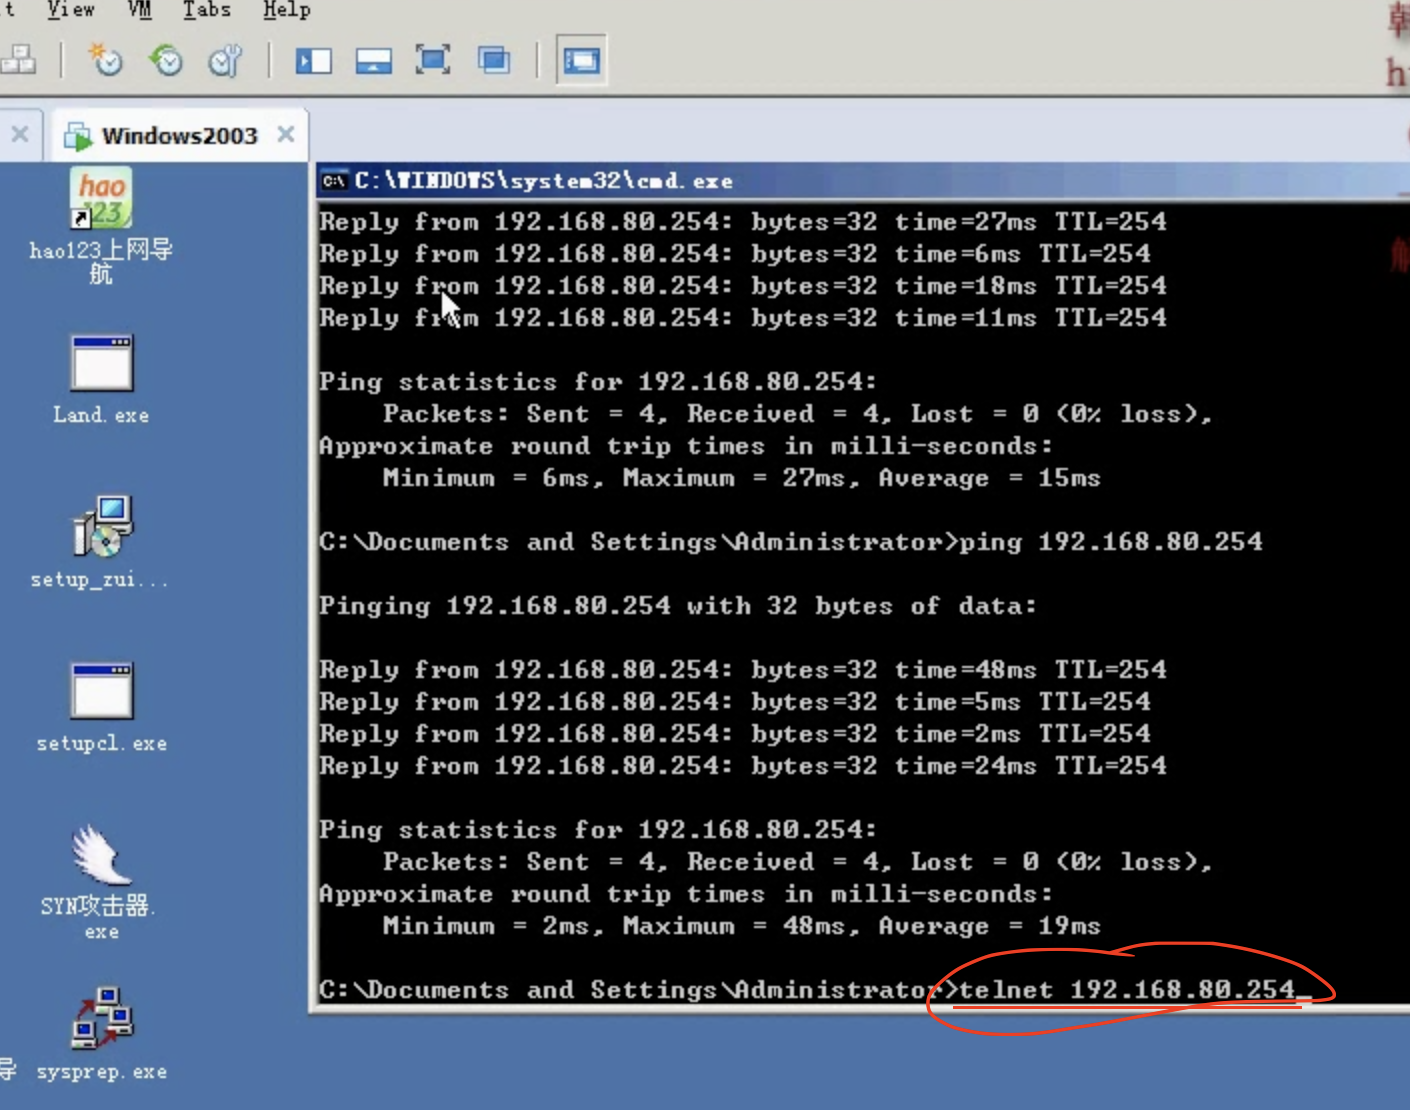 View VM Tabs Help
Windows2003
C:\WINDOWS\system32\cmd.exe
hao
123
hao123上网导
航
Land.exe
setup_zui...
setupcl.exe
SYN攻击器.
exe
导
sysprep.exe
Reply from 192.168.80.254: bytes=32 time=27ms TTL=254
Reply from 192.168.80.254: bytes=32 time=6ms TTL=254
Reply from 192.168.80.254: bytes=32 time=18ms TTL=254
Reply from 192.168.80.254: bytes=32 time=11ms TTL=254
Ping statistics for 192.168.80.254:
Packets: Sent = 4, Received = 4, Lost = 0 (0% loss),
Approximate round trip times in milli-seconds:
Minimum = 6ms, Maximum = 27ms, Average = 15ms
C:\Documents and Settings\Administrator>ping 192.168.80.254
Pinging 192.168.80.254 with 32 bytes of data:
Reply from 192.168.80.254: bytes=32 time=48ms TTL=254
Reply from 192.168.80.254: bytes=32 time=5ms TTL=254
Reply from 192.168.80.254: bytes=32 time=2ms TTL=254
Reply from 192.168.80.254: bytes=32 time=24ms TTL=254
Ping statistics for 192.168.80.254:
Packets: Sent = 4, Received = 4, Lost = 0 (0% loss),
Approximate round trip times in milli-seconds:
Minimum = 2ms, Maximum = 48ms, Average = 19ms
C:\Documents and Settings\Administrator>telnet 192.168.80.254_